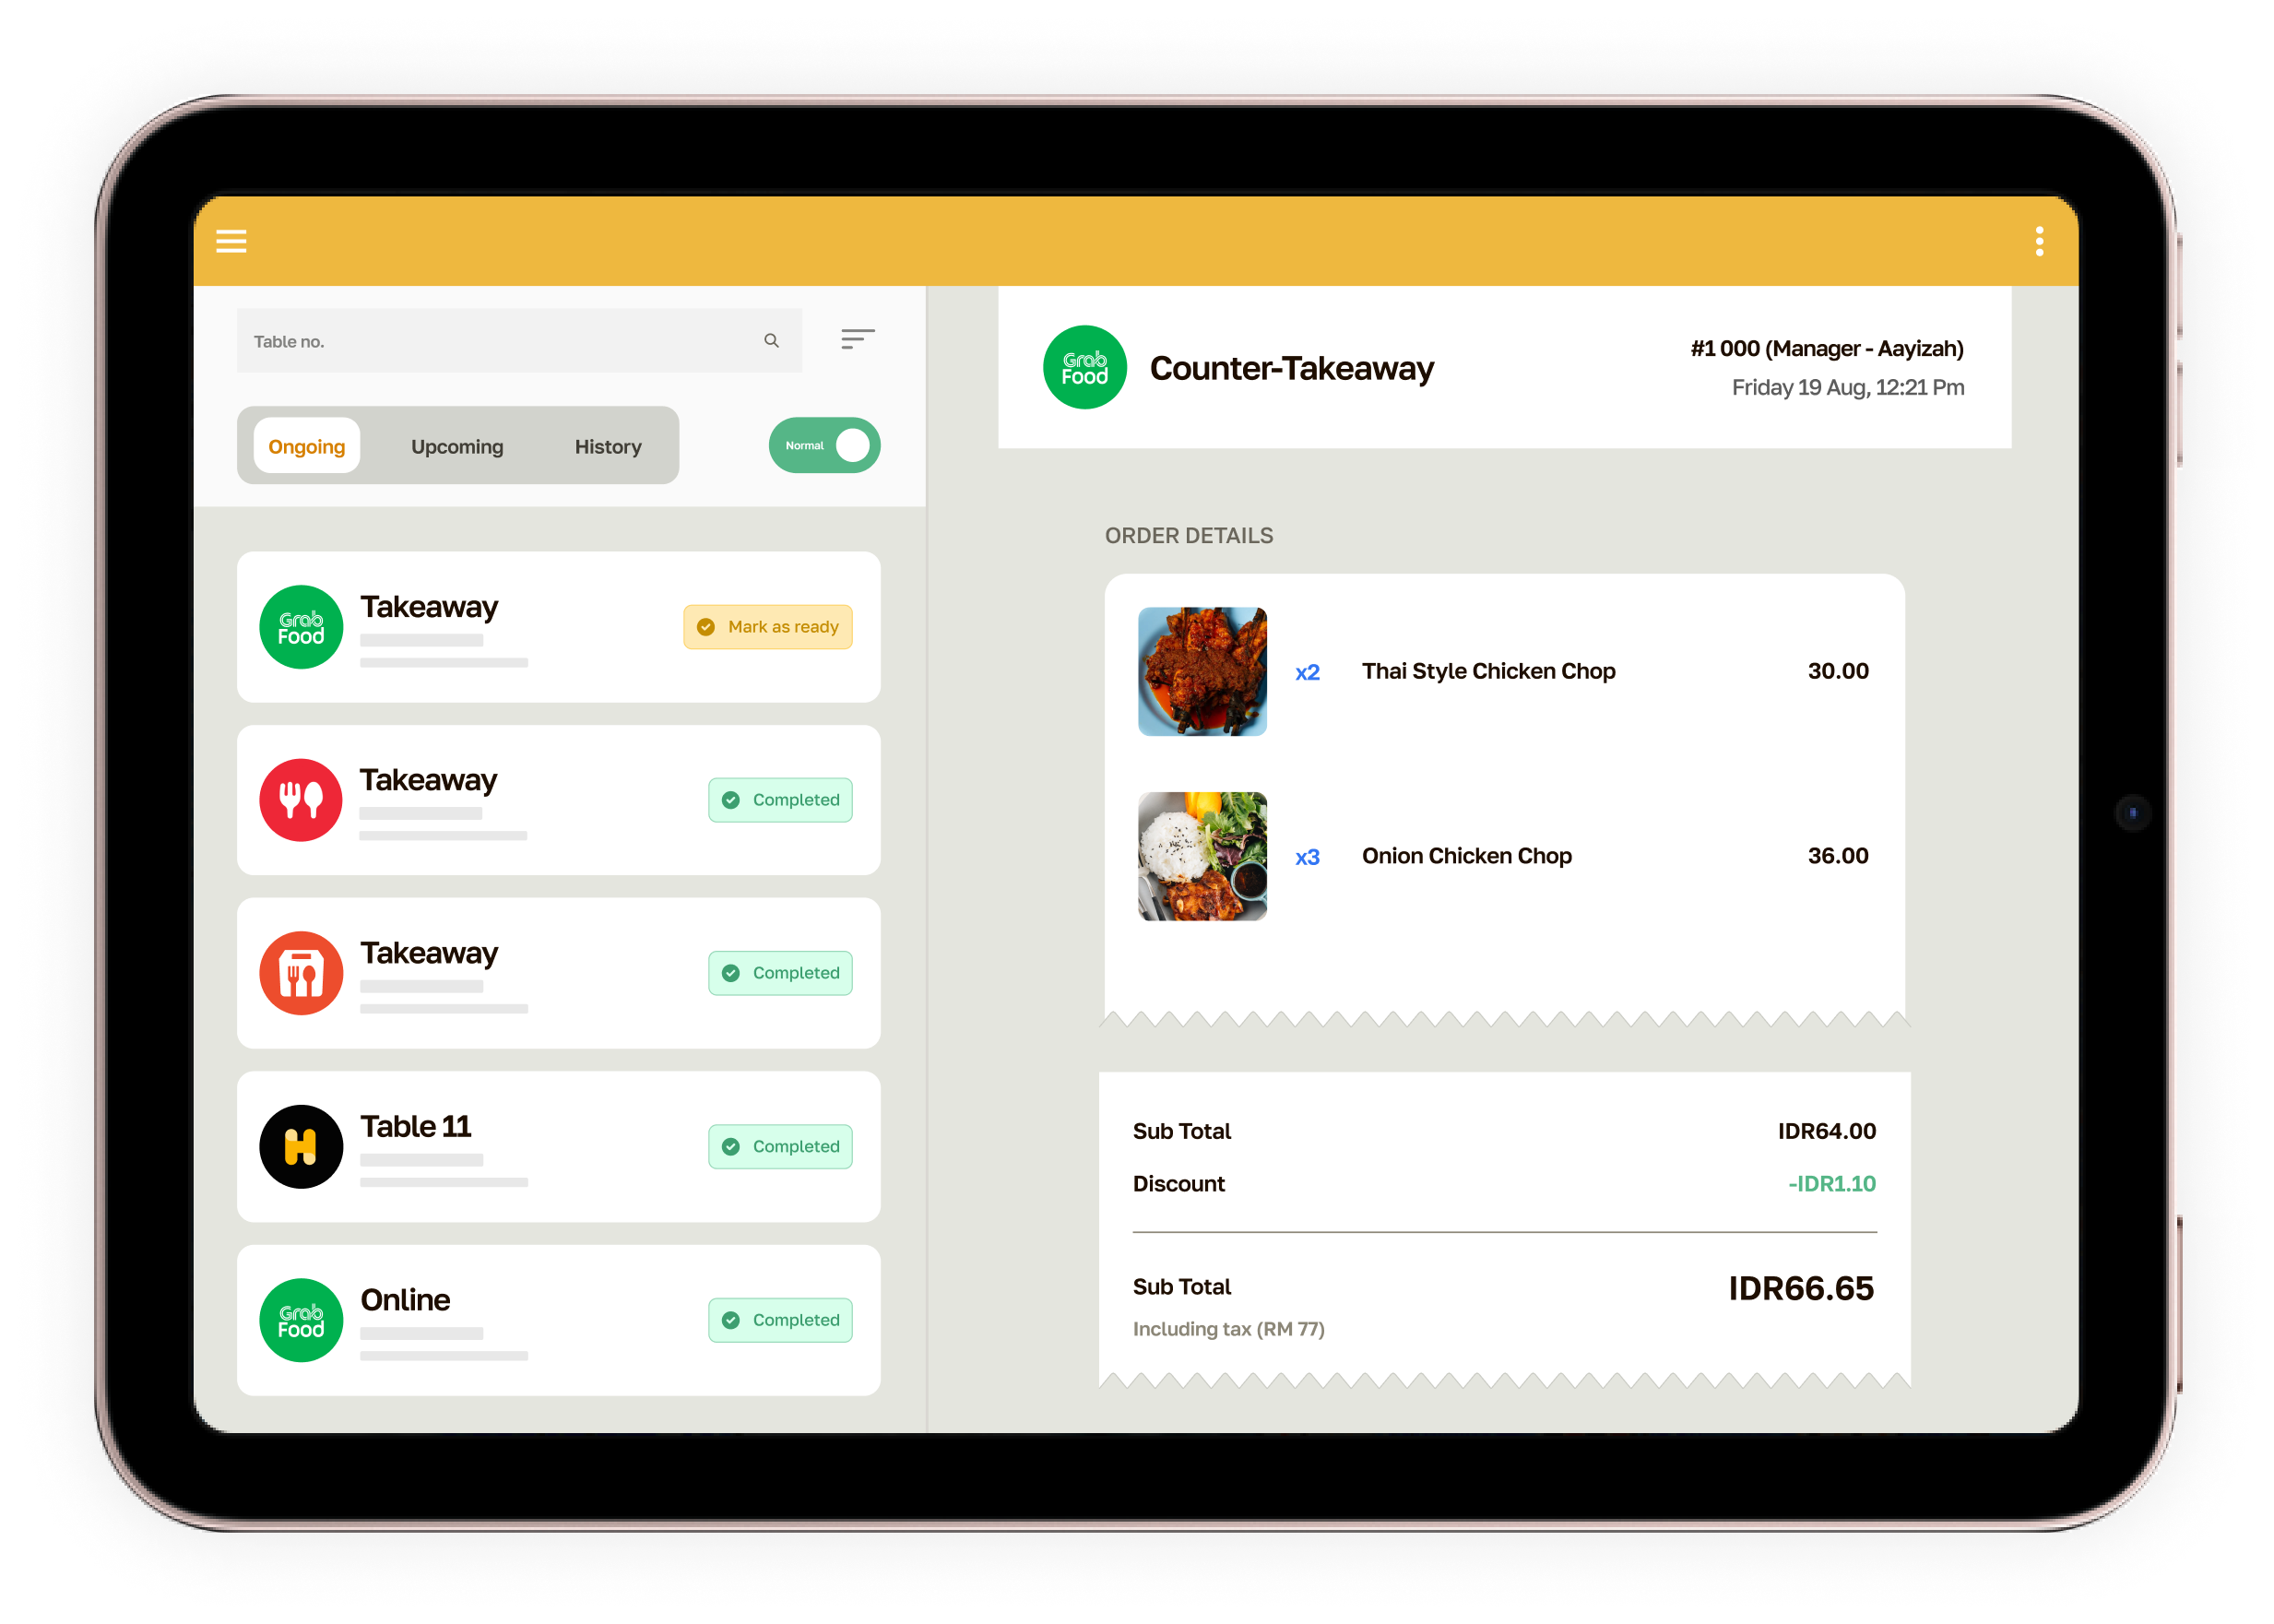 Table no.
Ongoing
Upcoming
History
Normal
Grab
Food
Takeaway
Mark as ready
Takeaway
Completed
Takeaway
Completed
Table 11
Completed
Grab
Food
Online
Completed
Grab
Food
Counter-Takeaway
#1 000 (Manager - Aayizah)
Friday 19 Aug, 12:21 Pm
ORDER DETAILS
x2 Thai Style Chicken Chop 30.00
x3 Onion Chicken Chop 36.00
Sub Total IDR64.00
Discount -IDR1.10
Sub Total IDR66.65
Including tax (RM 77)